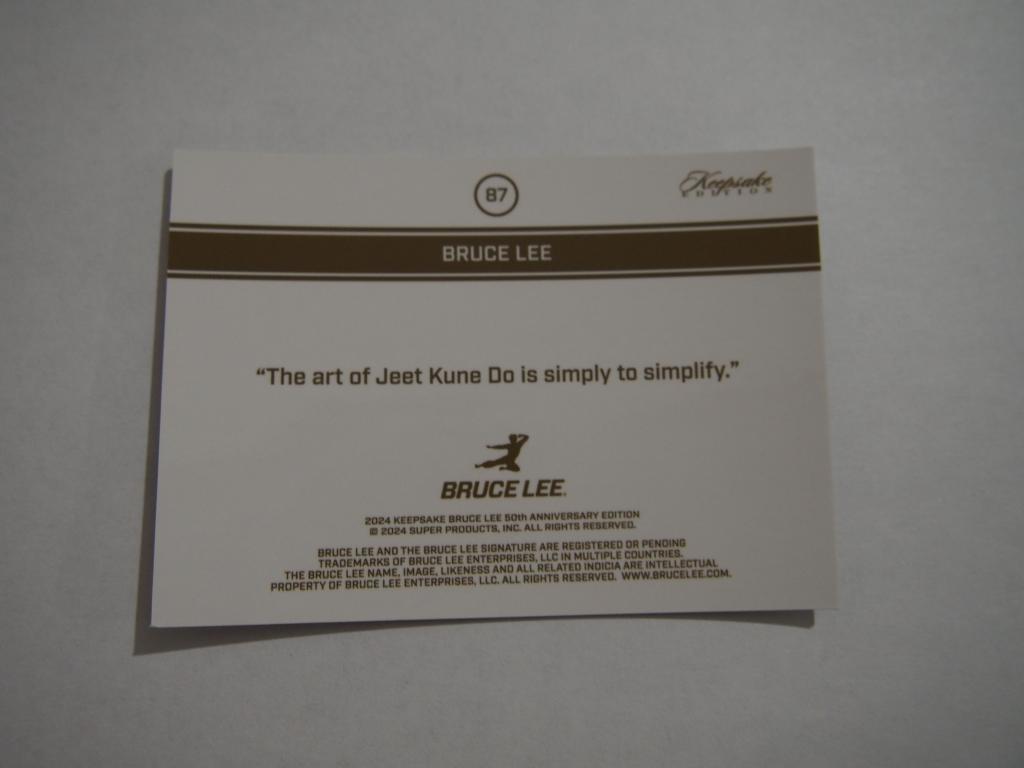 87
Keepsake
EDITION
BRUCE LEE
“The art of Jeet Kune Do is simply to simplify.”
BRUCE LEE®
2024 KEEPSAKE BRUCE LEE 50th ANNIVERSARY EDITION
© 2024 SUPER PRODUCTS, INC. ALL RIGHTS RESERVED.
BRUCE LEE AND THE BRUCE LEE SIGNATURE ARE REGISTERED OR PENDING
TRADEMARKS OF BRUCE LEE ENTERPRISES, LLC IN MULTIPLE COUNTRIES.
THE BRUCE LEE NAME, IMAGE, LIKENESS AND ALL RELATED INDICIA ARE INTELLECTUAL
PROPERTY OF BRUCE LEE ENTERPRISES, LLC. ALL RIGHTS RESERVED. WWW.BRUCELEE.COM.